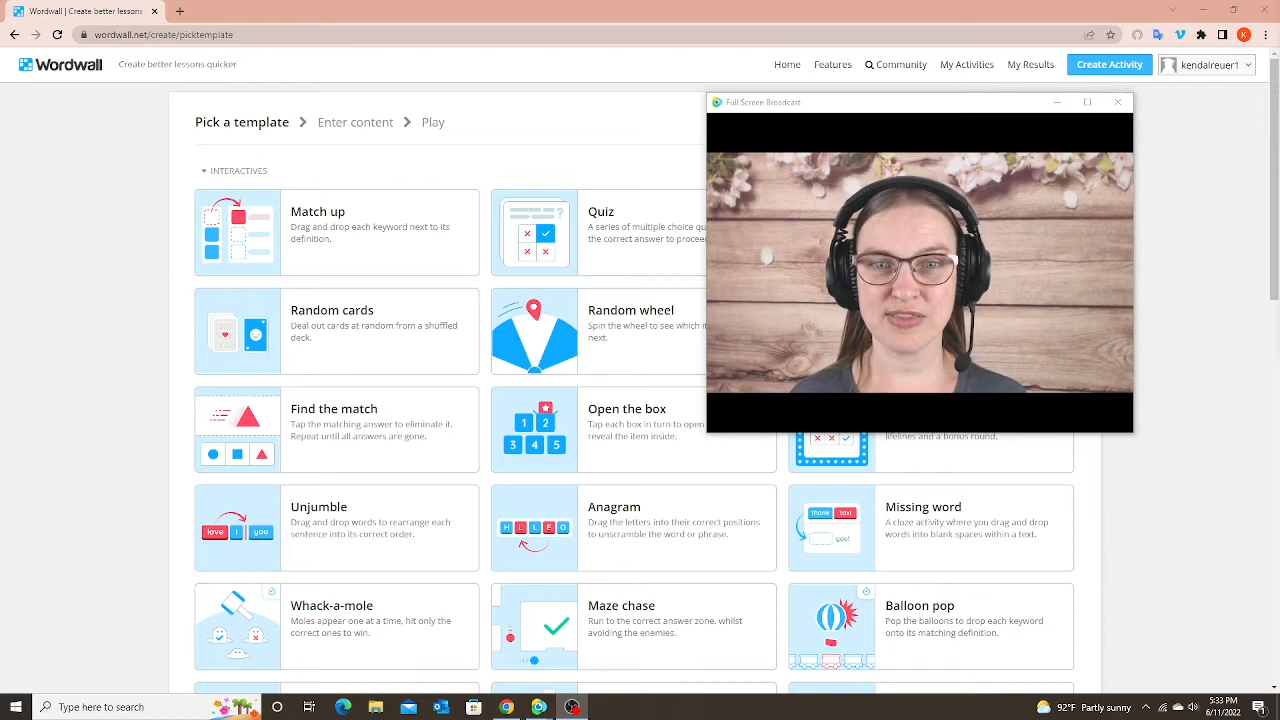 Wordwall | Create better lessons
wordwall.net/create/picktemplate
K
Wordwall
Create better lessons quicker
Home
Features
Community
My Activities
My Results
Create Activity
kendalreuer1
Full Screen Broadcast
Pick a template
Enter content
Play
INTERACTIVES
Match up
Drag and drop each keyword next to its
definition.
Quiz
A series of multiple choice qu
the correct answer to proceed
Random cards
Deal out cards at random from a shuffled
deck.
Random wheel
Spin the wheel to see which it
next.
Find the match
Tap the matching answer to eliminate it.
Repeat until all answers are gone.
Open the box
1 2
3 4 5
Tap each box in turn to open
reveal the item inside.
lifelines and a bonus round.
Unjumble
love I you
Drag and drop words to rearrange each
sentence into its correct order.
Anagram
H L L E O
Drag the letters into their correct positions
to unscramble the word or phrase.
Missing word
thank taxi
you!
A cloze activity where you drag and drop
words into blank spaces within a text.
Whack-a-mole
Moles appear one at a time, hit only the
correct ones to win.
Maze chase
Run to the correct answer zone, whilst
avoiding the enemies.
Balloon pop
Pop the balloons to drop each keyword
onto its matching definition.
Type here to search
92°F Partly sunny
5:33 PM
6/11/2022